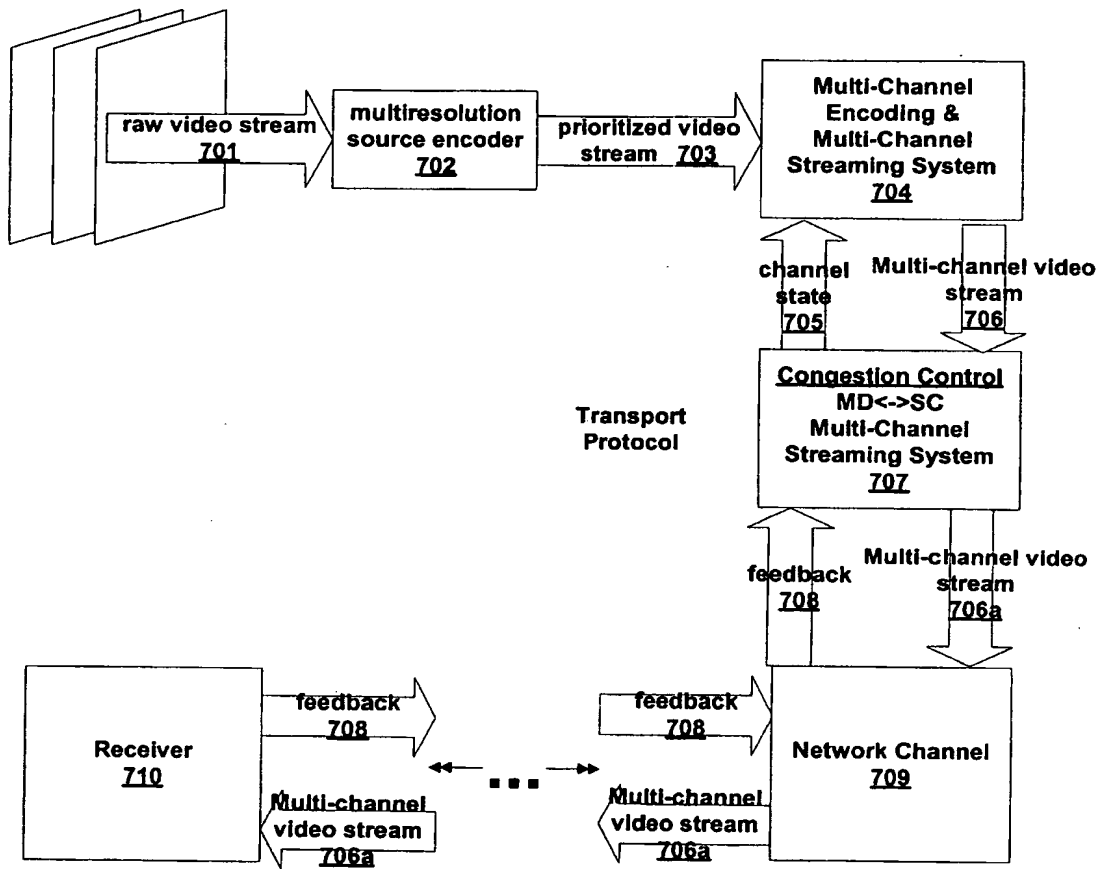 raw video stream
701
multiresolution
source encoder
702
prioritized video
stream 703
Multi-Channel
Encoding &
Multi-Channel
Streaming System
704
channel
state
705
Multi-channel video
stream
706
Transport
Protocol
Congestion Control
MD<->SC
Multi-Channel
Streaming System
707
feedback
708
Multi-channel video
stream
706a
Receiver
710
feedback
708
feedback
708
Network Channel
709
Multi-channel
video stream
706a
Multi-channel
video stream
706a